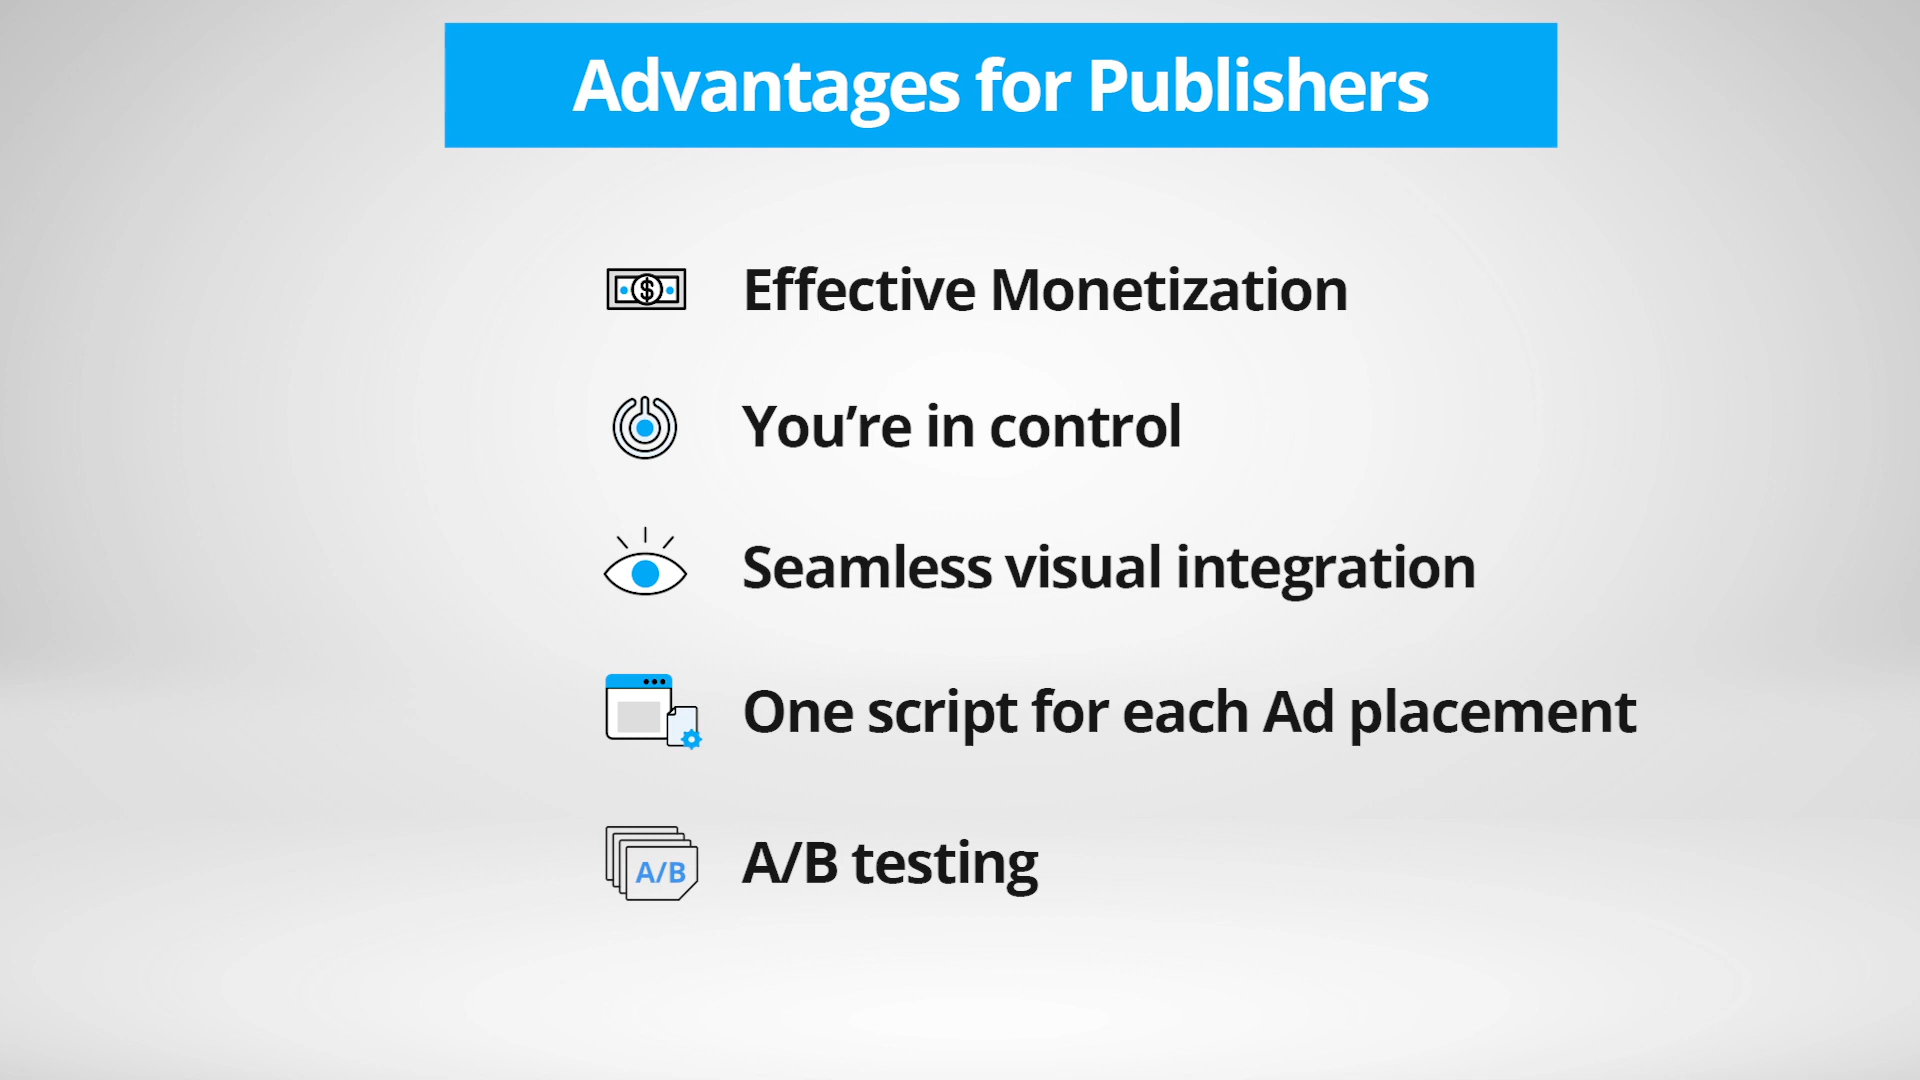 Advantages for Publishers
$
Effective Monetization
You’re in control
Seamless visual integration
One script for each Ad placement
A/B
A/B testing